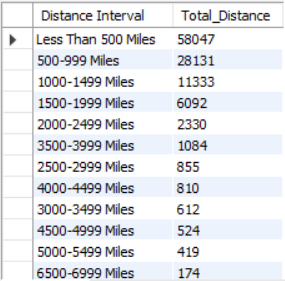 Distance Interval Total_Distance
Less Than 500 Miles 58047
500-999 Miles 28131
1000-1499 Miles 11333
1500-1999 Miles 6092
2000-2499 Miles 2330
3500-3999 Miles 1084
2500-2999 Miles 855
4000-4499 Miles 810
3000-3499 Miles 612
4500-4999 Miles 524
5000-5499 Miles 419
6500-6999 Miles 174